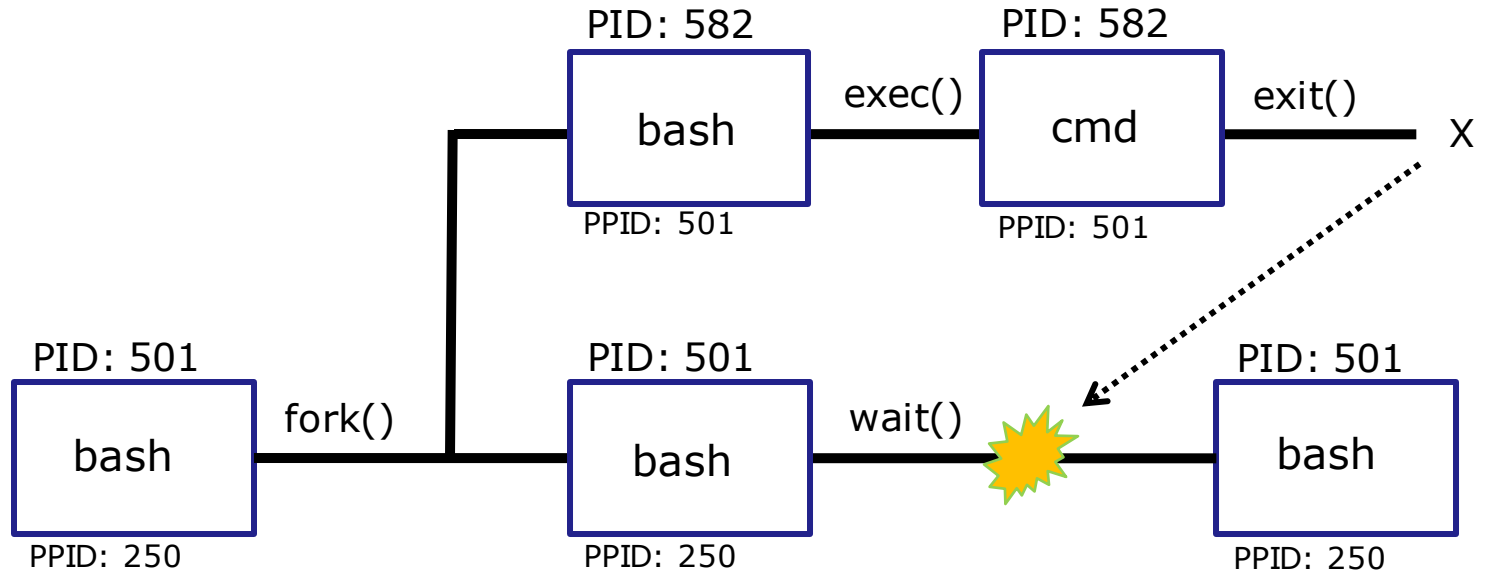 PID: 582
bash
PPID: 501
exec()
PID: 582
cmd
PPID: 501
exit()
X
PID: 501
bash
PPID: 250
fork()
PID: 501
bash
PPID: 250
wait()
PID: 501
bash
PPID: 250